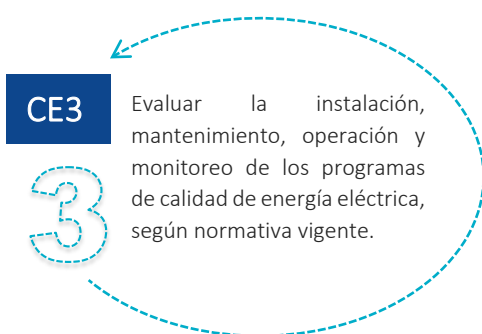 CE3
3
Evaluar la instalación,
mantenimiento, operación y
monitoreo de los programas
de calidad de energía eléctrica,
según normativa vigente.